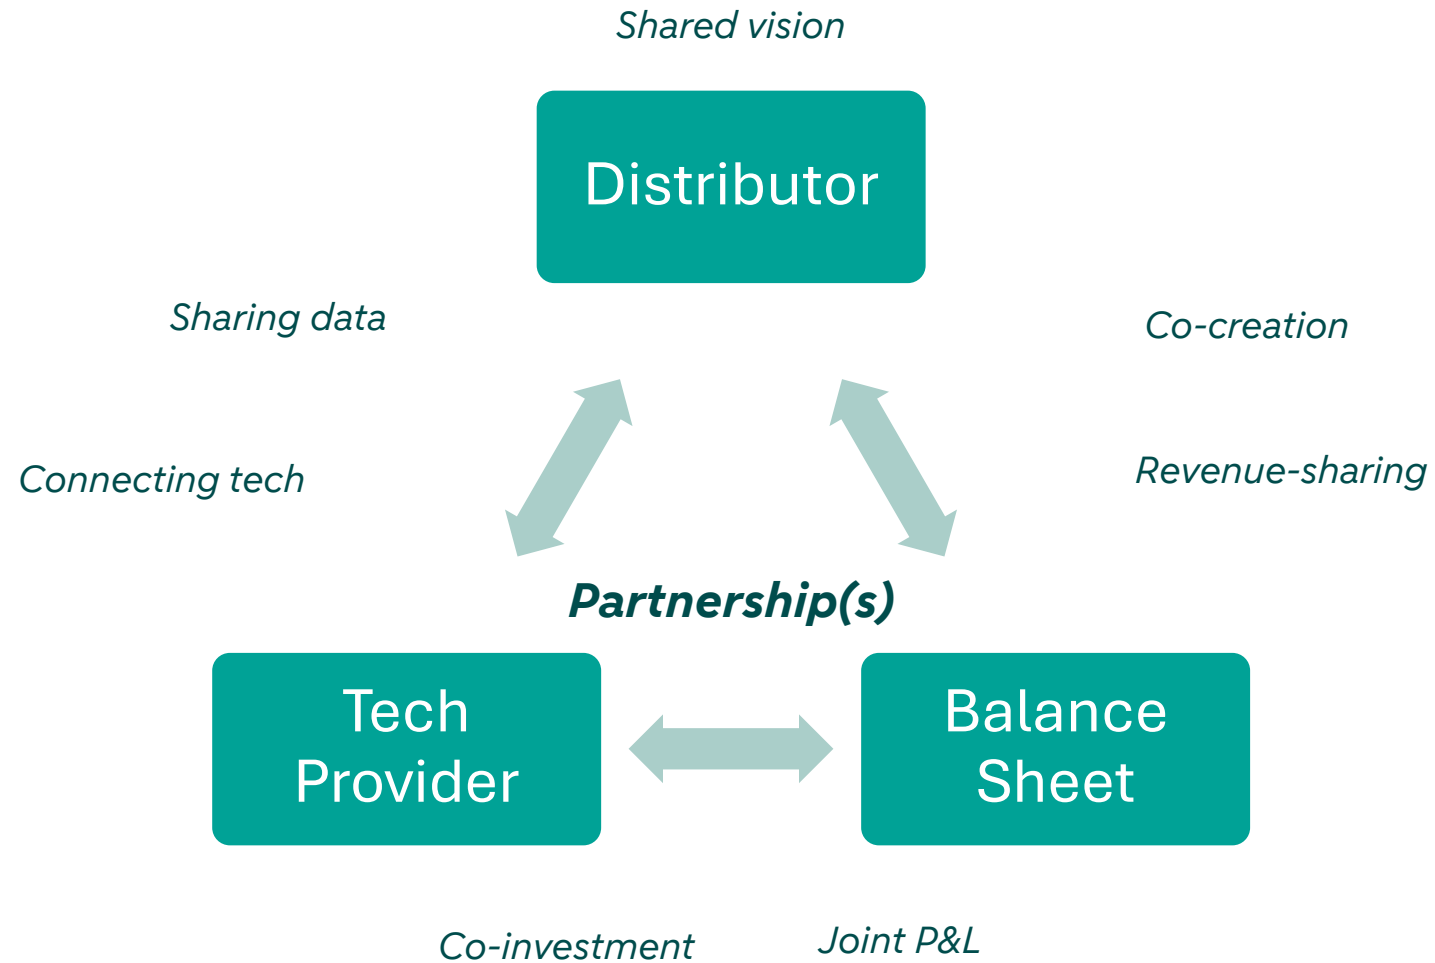 Shared vision
Distributor
Sharing data
Co-creation
Connecting tech
Revenue-sharing
Partnership(s)
Tech
Provider
Balance
Sheet
Co-investment
Joint P&L